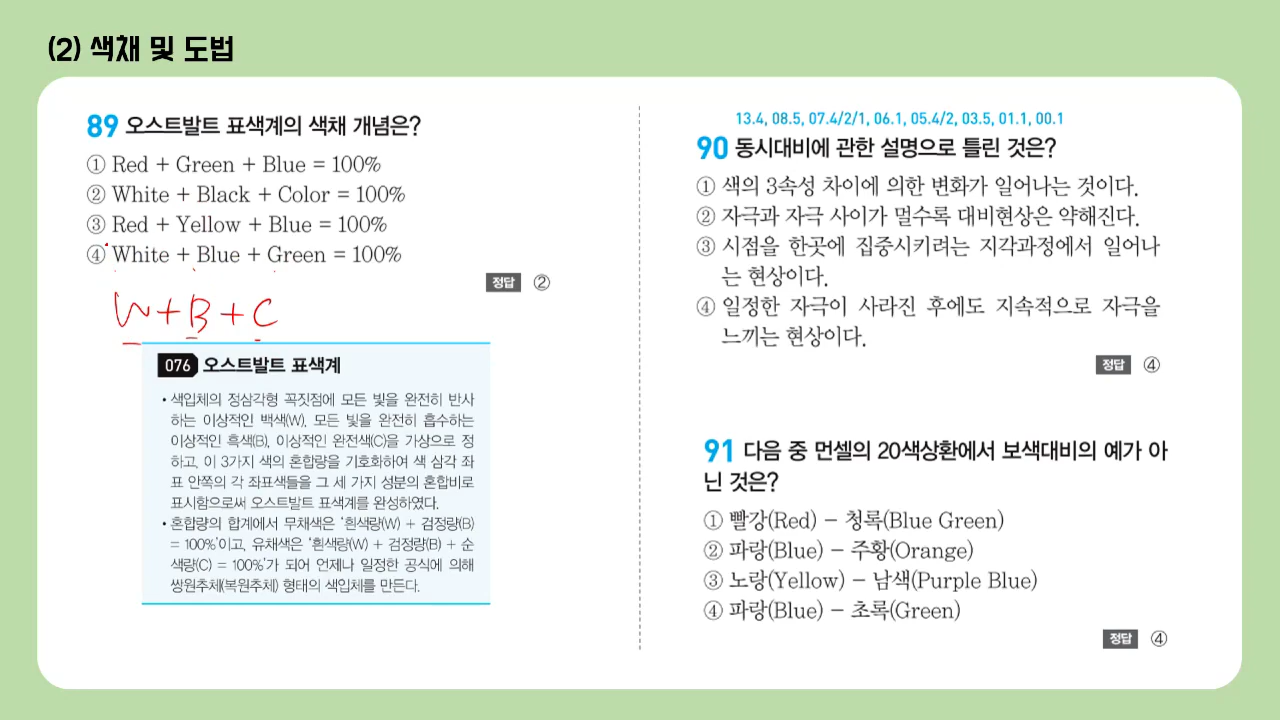 (2) 색채 및 도법
89 오스트발트 표색계의 색채 개념은?
① Red + Green + Blue = 100%
② White + Black + Color = 100%
③ Red + Yellow + Blue = 100%
④ White + Blue + Green = 100%
정답 ②
W+B+C
076 오스트발트 표색계
• 색입체의 정삼각형 꼭짓점에 모든 빛을 완전히 반사
하는 이상적인 백색(W), 모든 빛을 완전히 흡수하는
이상적인 흑색(B), 이상적인 완전색(C)을 가상으로 정
하고, 이 3가지 색의 혼합량을 기호화하여 색 삼각 좌
표 안쪽의 각 좌표색들을 그 세 가지 성분의 혼합비로
표시함으로써 오스트발트 표색계를 완성하였다.
• 혼합량의 합계에서 무채색은 '흰색량(W) + 검정량(B)
= 100%'이고, 유채색은 '흰색량(W) + 검정량(B) + 순
색량(C) = 100%'가 되어 언제나 일정한 공식에 의해
쌍원추체(복원추체) 형태의 색입체를 만든다.
13.4, 08.5, 07.4/2/1, 06.1, 05.4/2, 03.5, 01.1, 00.1
90 동시대비에 관한 설명으로 틀린 것은?
① 색의 3속성 차이에 의한 변화가 일어나는 것이다.
② 자극과 자극 사이가 멀수록 대비현상은 약해진다.
③ 시점을 한곳에 집중시키려는 지각과정에서 일어나
는 현상이다.
④ 일정한 자극이 사라진 후에도 지속적으로 자극을
느끼는 현상이다.
정답 ④
91 다음 중 먼셀의 20색상환에서 보색대비의 예가 아
닌 것은?
① 빨강(Red) – 청록(Blue Green)
② 파랑(Blue) – 주황(Orange)
③ 노랑(Yellow) – 남색(Purple Blue)
④ 파랑(Blue) – 초록(Green)
정답 ④